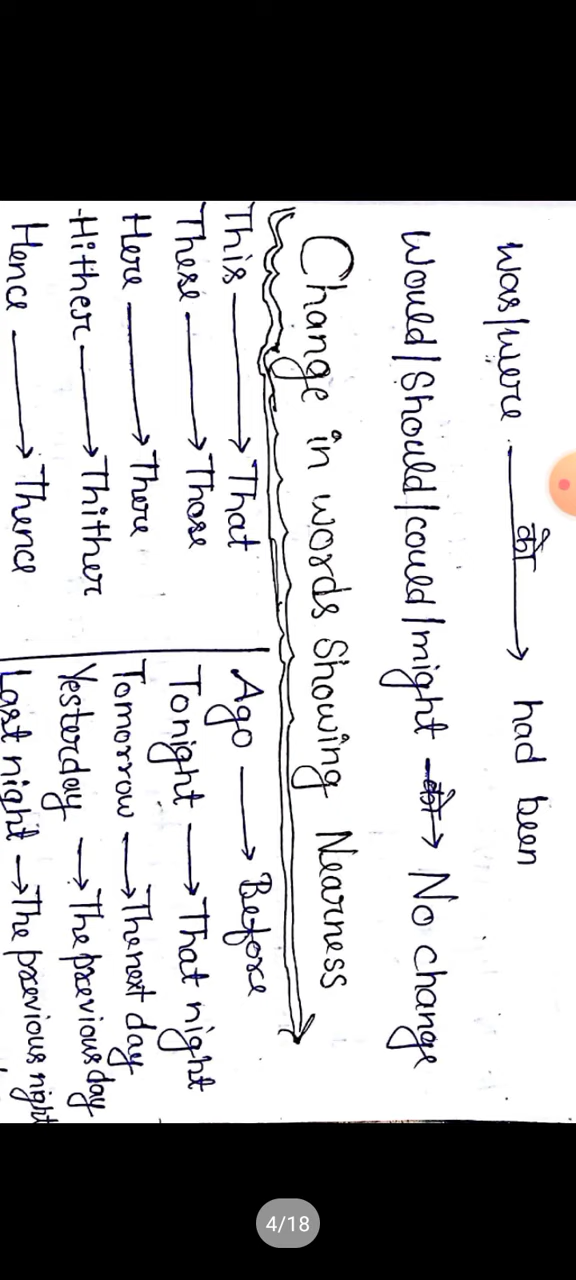 was/were को→ had been
Would/Should/could/might को→ No change
Change in words Showing Nearness
This → That
These → Those
Here → There
Hither → Thither
Hence → Thence
Ago → Before
Tonight → That night
Tomorrow → The next day
Yesterday → The previous day
Last night → The previous night
4/18